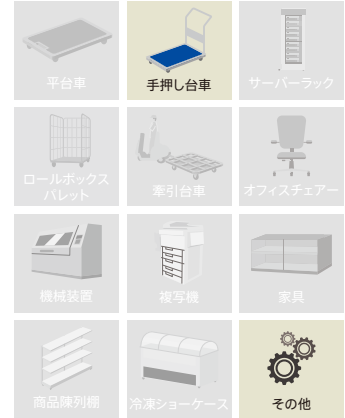 平台車
手押し台車
サーバーラック
ロールボックス
パレット
牽引台車
オフィスチェアー
機械装置
複写機
家具
商品陳列棚
冷凍ショーケース
その他